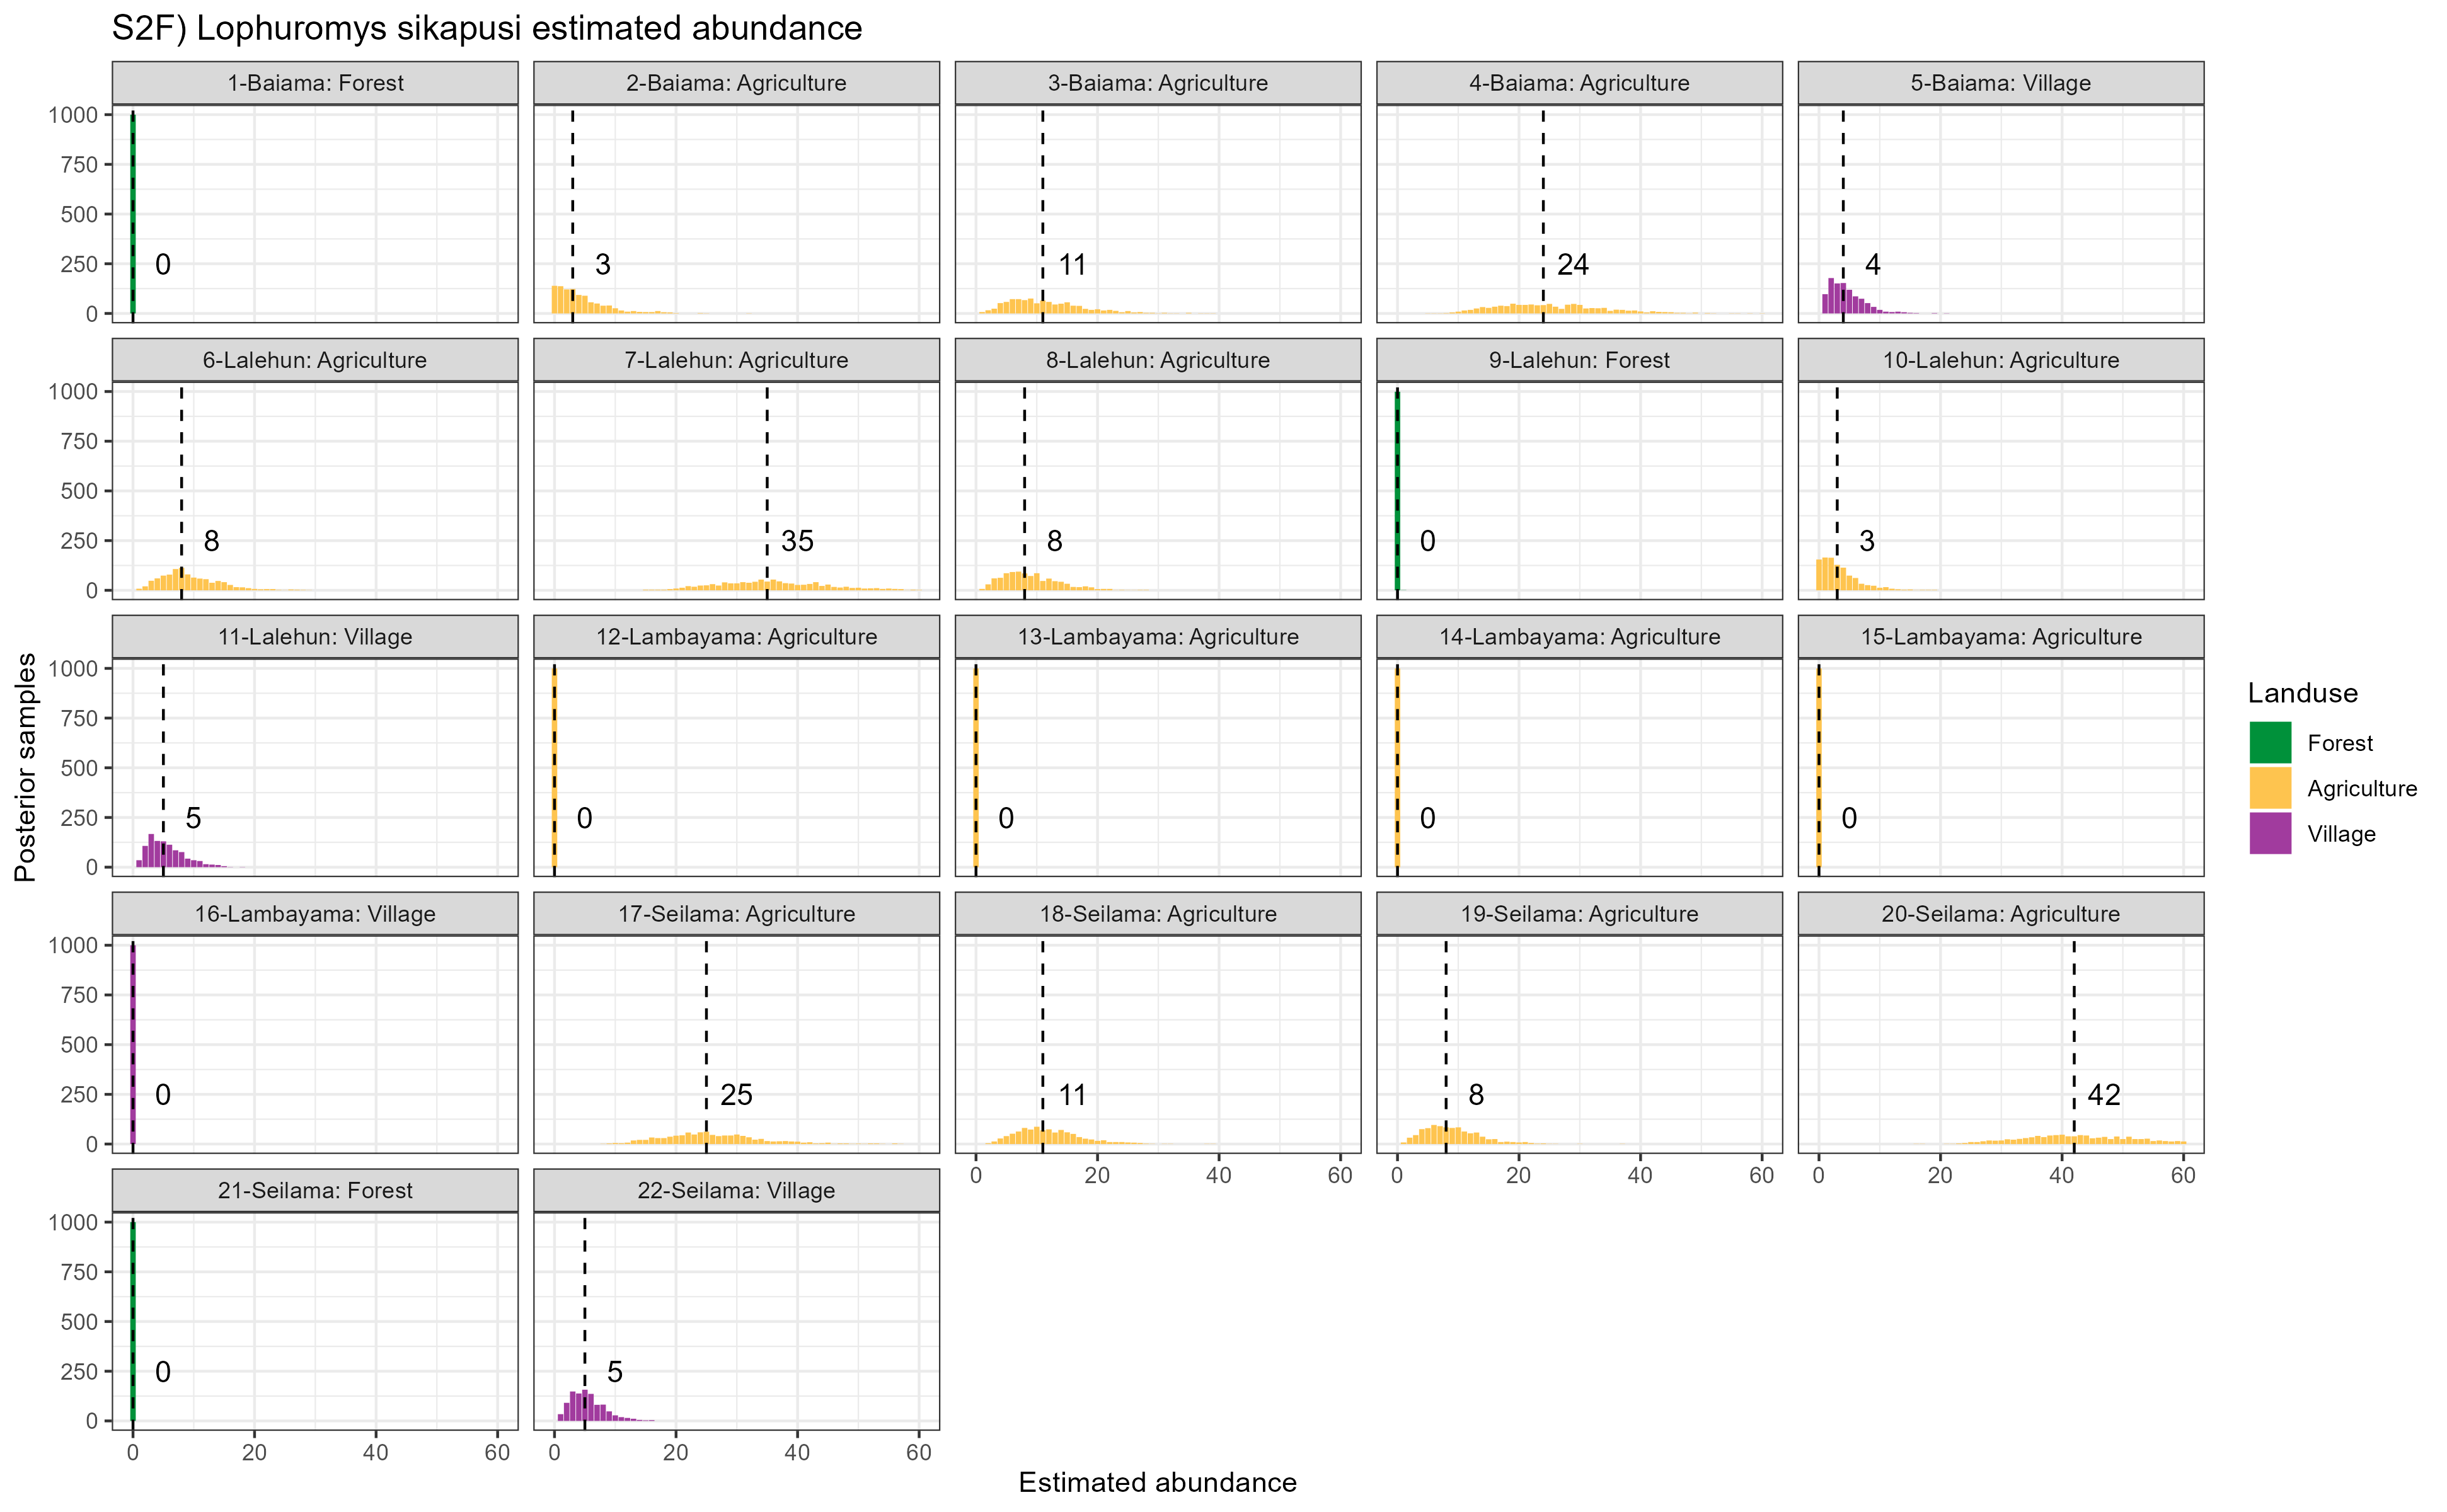 S2F) Lophuromys sikapusi estimated abundance
1-Baima: Forest
2-Baiama: Agriculture
3-Baiama: Agriculture
4-Baiama: Agriculture
5-Baiama: Village
1000
750
500
250
0
0
3
11
24
4
6-Lalehun: Agriculture
7-Lalehun: Agriculture
8-Lalehun: Agriculture
9-Lalehun: Forest
10-Lalehun: Agriculture
1000
750
500
250
0
8
35
8
0
3
11-Lalehun: Village
12-Lambayama: Agriculture
13-Lambayama: Agriculture
14-Lambayama: Agriculture
15-Lambayama: Agriculture
1000
750
500
250
0
5
0
0
0
0
16-Lambayama: Village
17-Seilama: Agriculture
18-Seilama: Agriculture
19-Seilama: Agriculture
20-Seilama: Agriculture
1000
750
500
250
0
0
25
11
8
42
0 20 40 60
0 20 40 60
0 20 40 60
21-Seilama: Forest
22-Seilama: Village
1000
750
500
250
0
0
5
0 20 40 60
0 20 40 60
Estimated abundance
Posterior samples
Landuse
Forest
Agriculture
Village